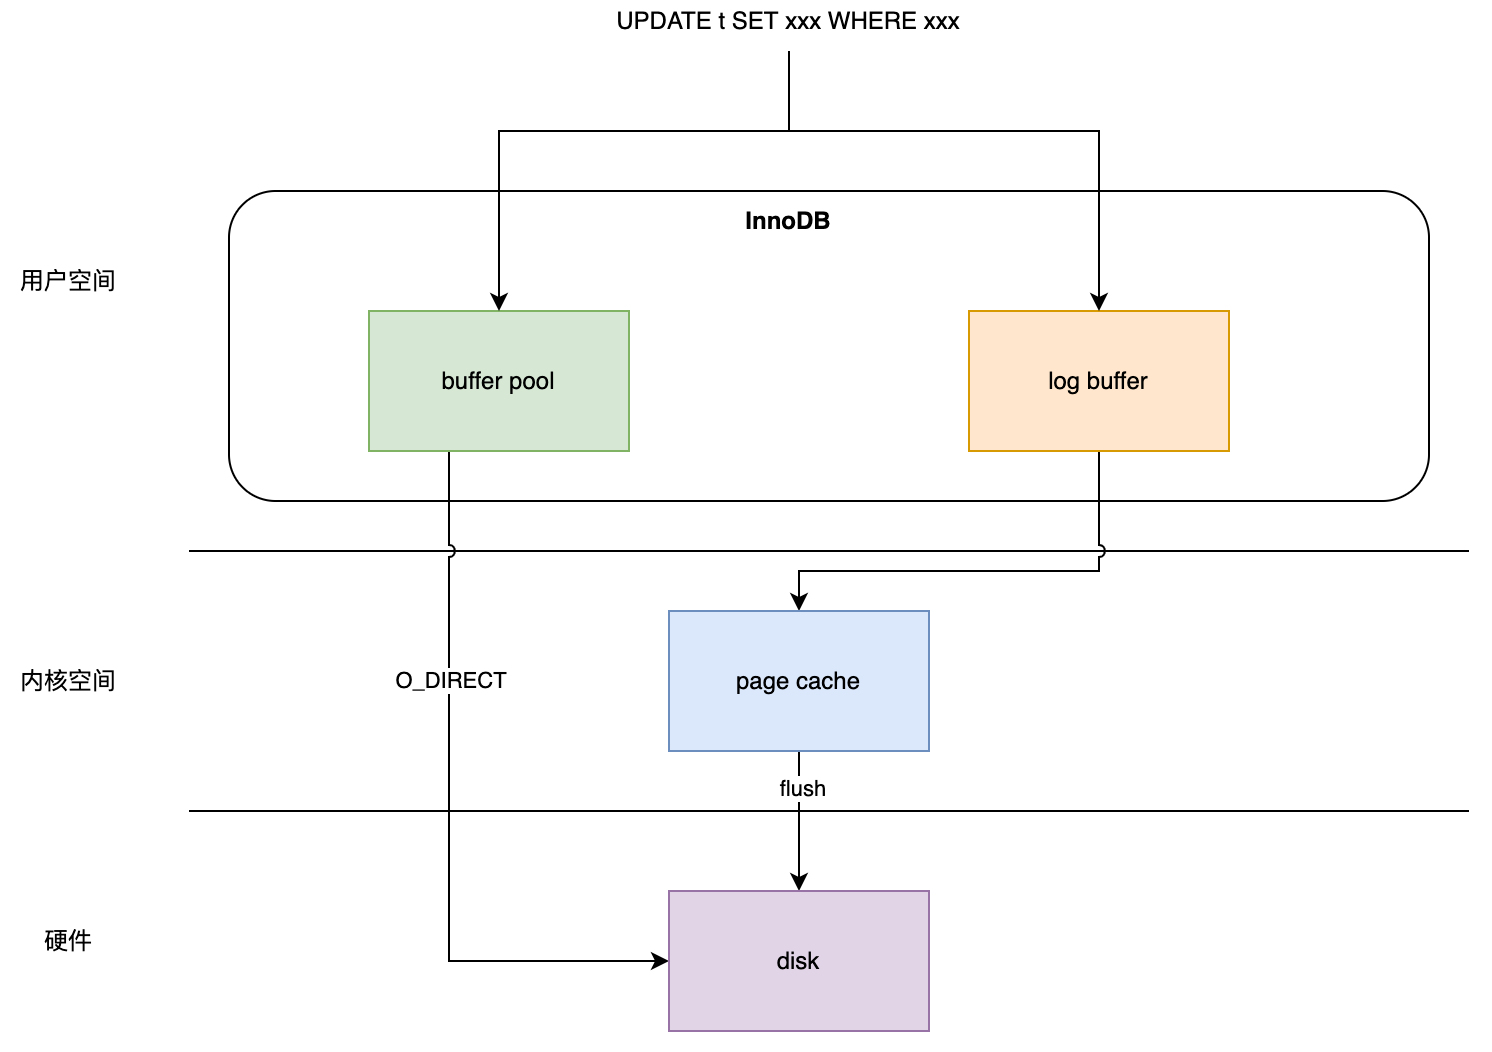 UPDATE t SET xxx WHERE xxx
InnoDB
用户空间
buffer pool
log buffer
内核空间
O_DIRECT
page cache
flush
硬件
disk